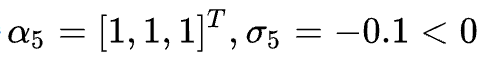 α₅ = [1, 1, 1]ᵀ, σ₅ = −0.1 < 0